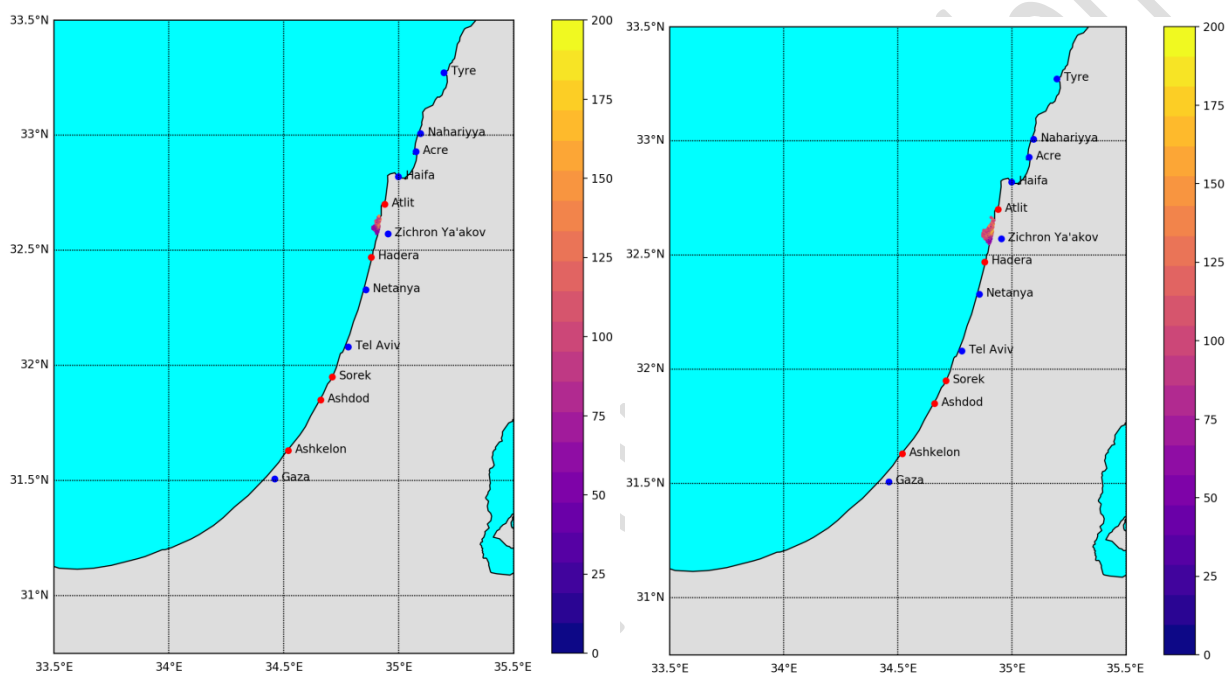 33.5°N
33°N
32.5°N
32°N
31.5°N
31°N
33.5°E
34°E
34.5°E
35°E
35.5°E
Tyre
Nahariyya
Acre
Haifa
Atlit
Zichron Ya'akov
Hadera
Netanya
Tel Aviv
Sorek
Ashdod
Ashkelon
Gaza
200
175
150
125
100
75
50
25
0
33.5°N
33°N
32.5°N
32°N
31.5°N
31°N
33.5°E
34°E
34.5°E
35°E
35.5°E
Tyre
Nahariyya
Acre
Haifa
Atlit
Zichron Ya'akov
Hadera
Netanya
Tel Aviv
Sorek
Ashdod
Ashkelon
Gaza
200
175
150
125
100
75
50
25
0